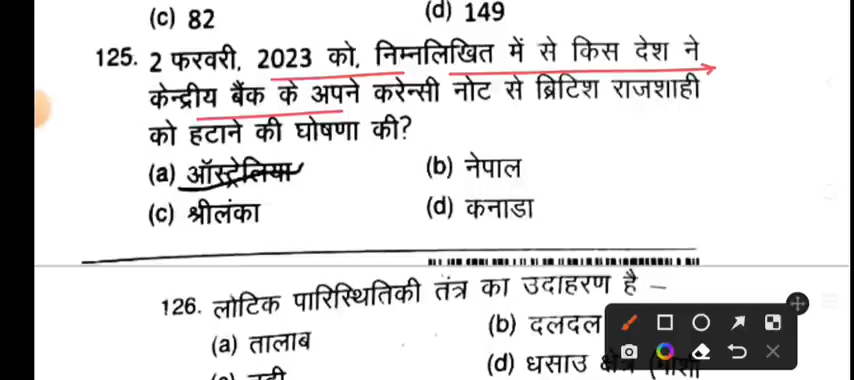 (c) 82 (d) 149
125. 2 फरवरी, 2023 को, निम्नलिखित में से किस देश ने
केन्द्रीय बैंक के अपने करेन्सी नोट से ब्रिटिश राजशाही
को हटाने की घोषणा की?
(a) ऑस्ट्रेलिया (b) नेपाल
(c) श्रीलंका (d) कनाडा
126. लोटिक पारिस्थितिकी तंत्र का उदाहरण है –
(a) तालाब (b) दलदल
(d) धसाउ